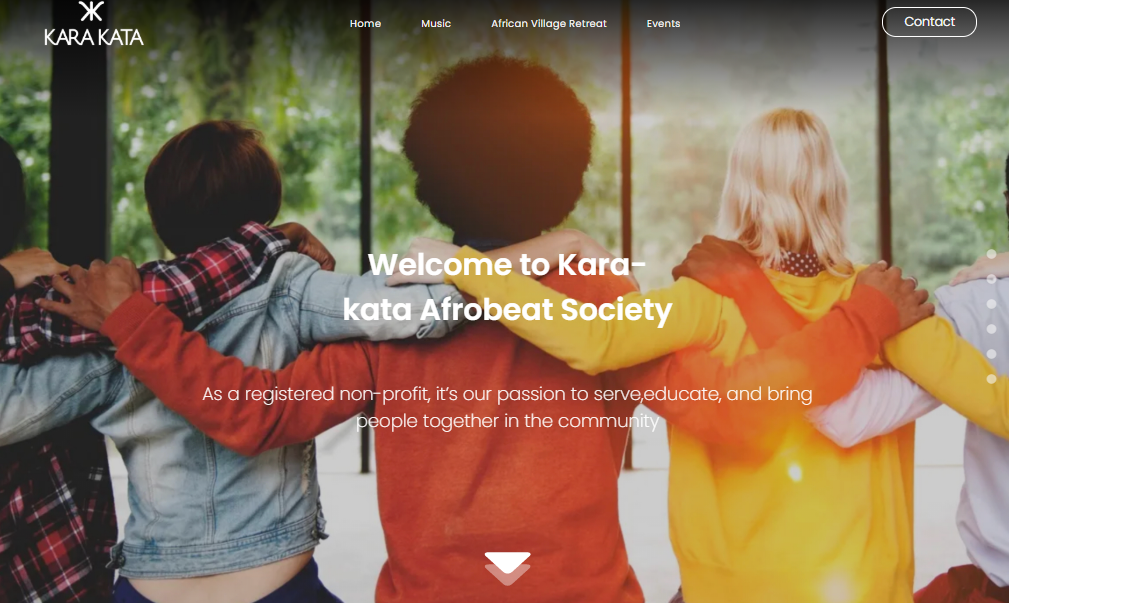 KARA KATA
Home
Music
African Village Retreat
Events
Contact
Welcome to Kara-
kata Afrobeat Society
As a registered non-profit, it’s our passion to serve,educate, and bring
people together in the community